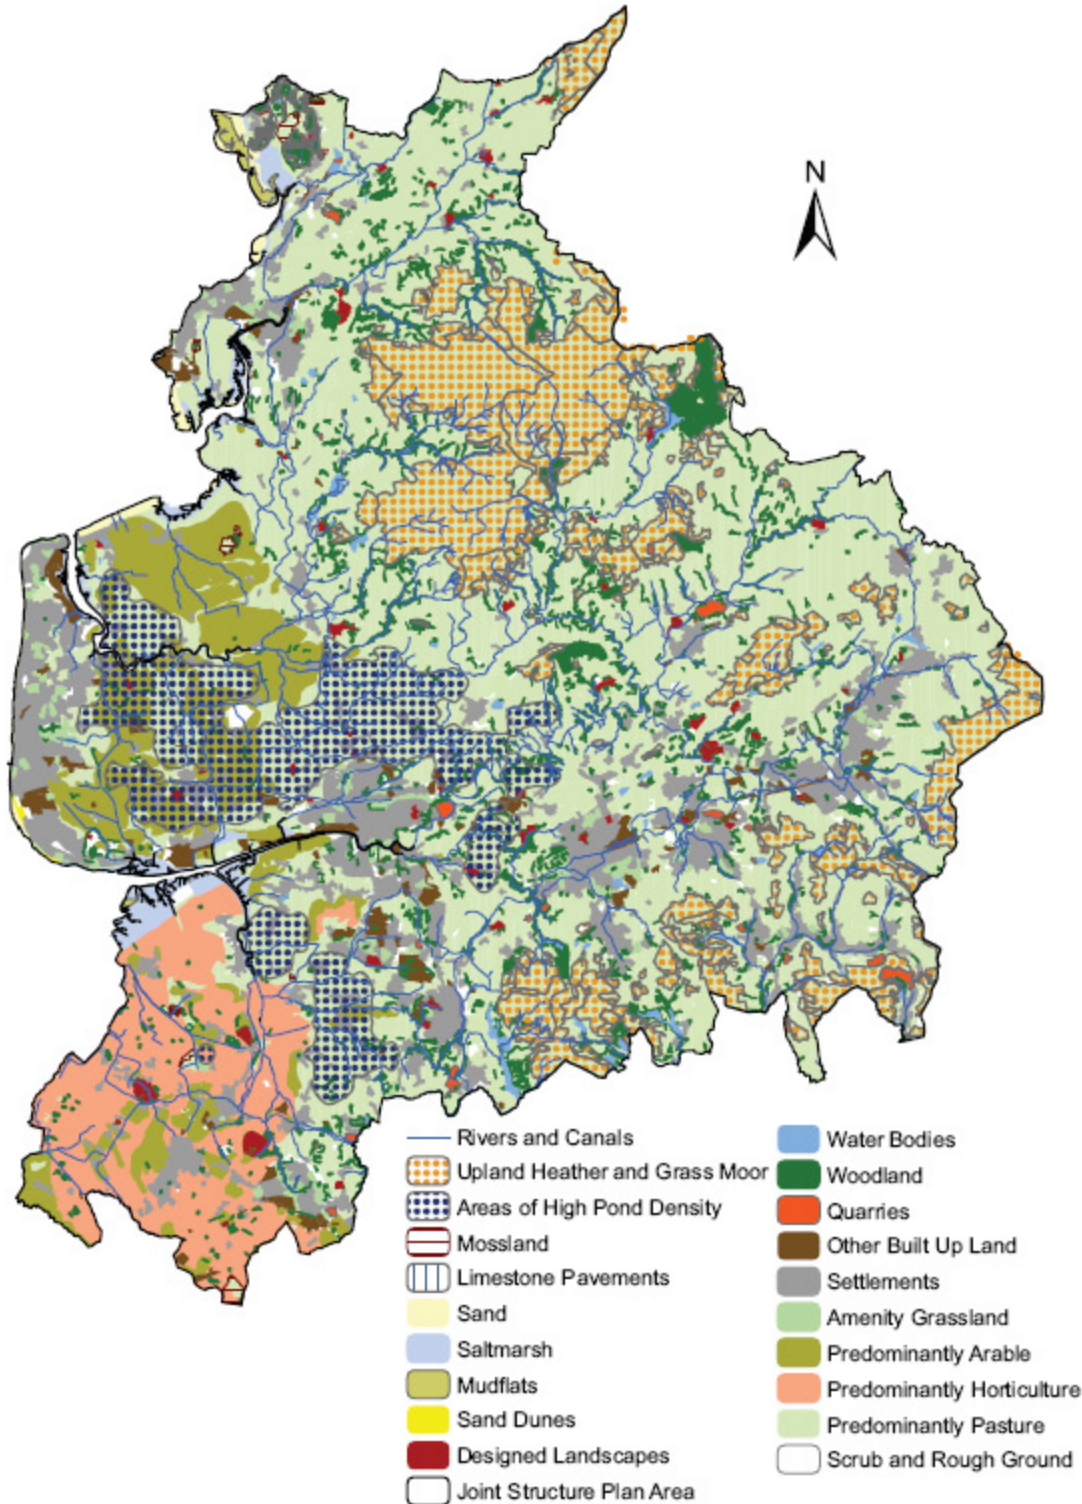 N
Rivers and Canals
Upland Heather and Grass Moor
Areas of High Pond Density
Mossland
Limestone Pavements
Sand
Saltmarsh
Mudflats
Sand Dunes
Designed Landscapes
Joint Structure Plan Area
Water Bodies
Woodland
Quarries
Other Built Up Land
Settlements
Amenity Grassland
Predominantly Arable
Predominantly Horticulture
Predominantly Pasture
Scrub and Rough Ground